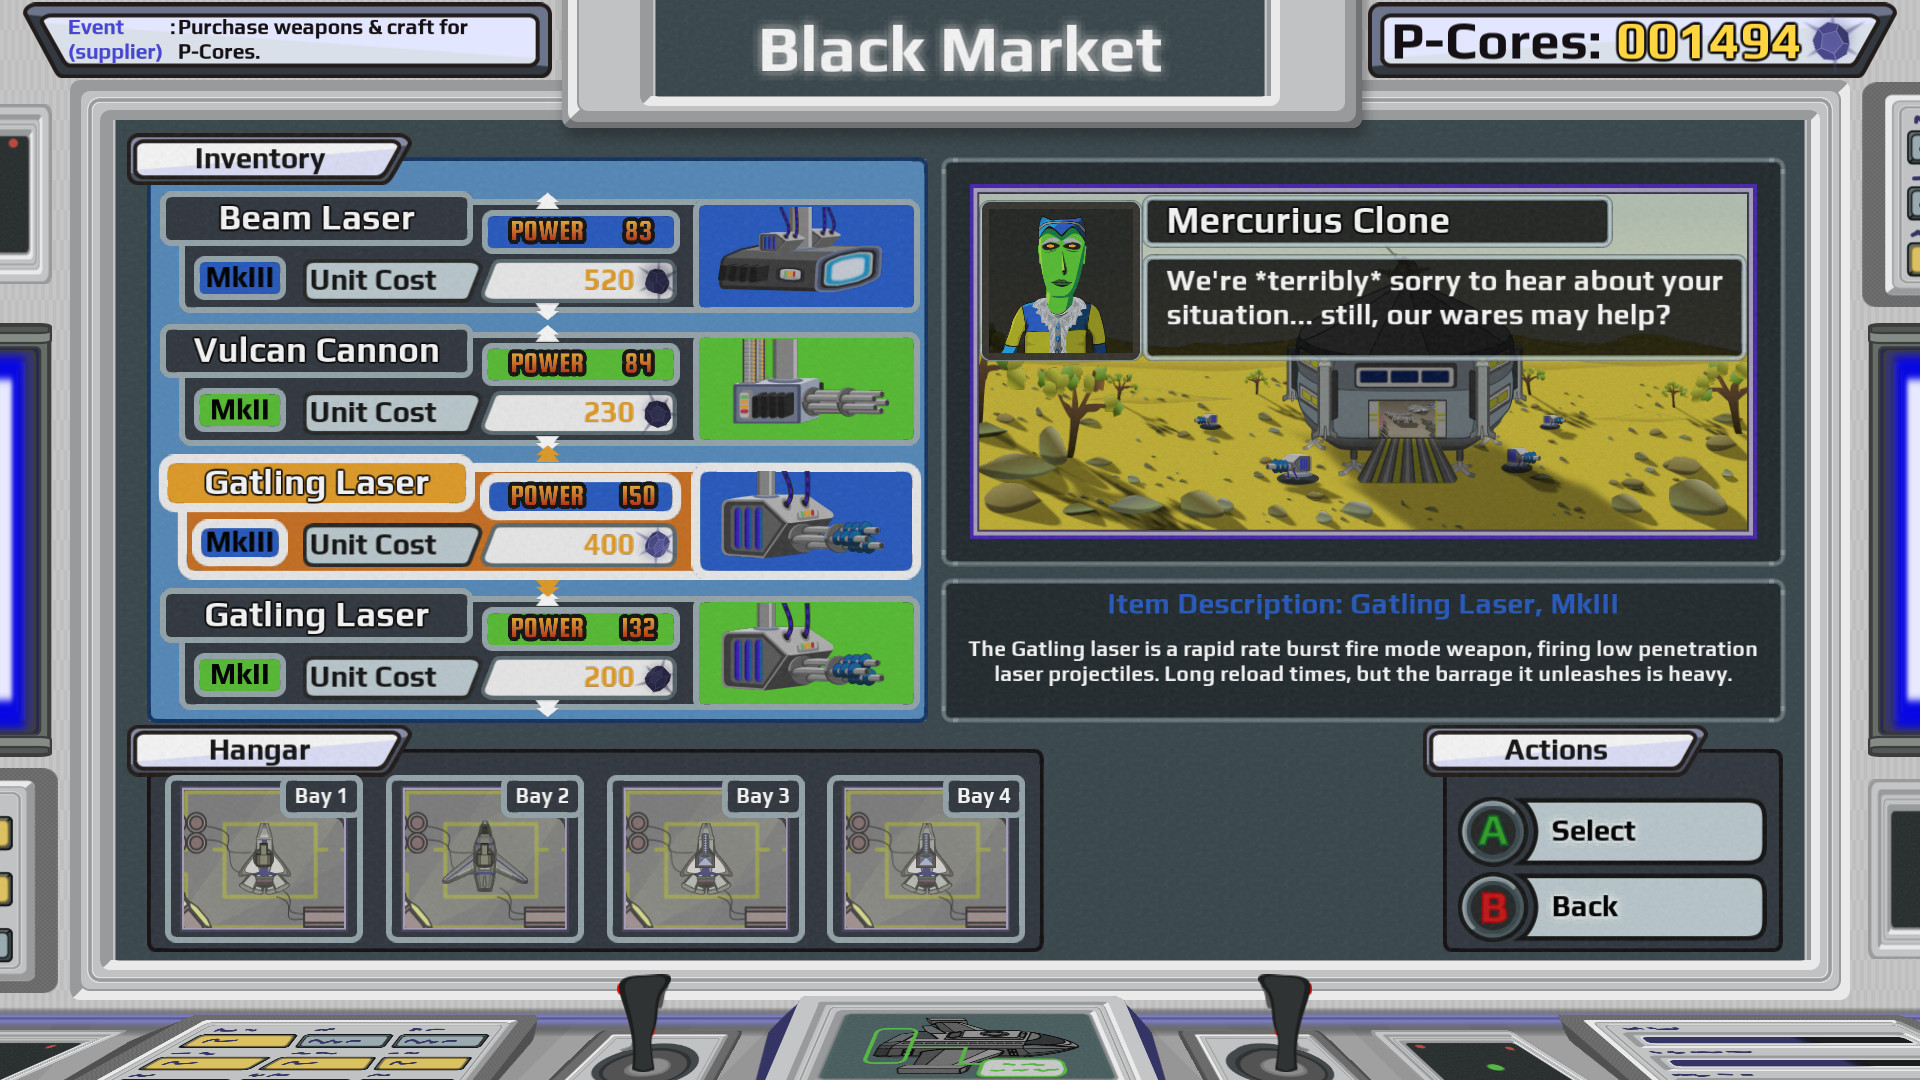 Event :Purchase weapons & craft for
(supplier) P-Cores.
Black Market
P-Cores: 001494
Inventory
Beam Laser
POWER 83
MkIII Unit Cost 520
Vulcan Cannon
POWER 84
MkII Unit Cost 230
Gatling Laser
POWER 150
MkIII Unit Cost 400
Gatling Laser
POWER 132
MkII Unit Cost 200
Mercurius Clone
We're *terribly* sorry to hear about your
situation... still, our wares may help?
Item Description: Gatling Laser, MkIII
The Gatling laser is a rapid rate burst fire mode weapon, firing low penetration
laser projectiles. Long reload times, but the barrage it unleashes is heavy.
Hangar
Bay 1
Bay 2
Bay 3
Bay 4
Actions
A Select
B Back